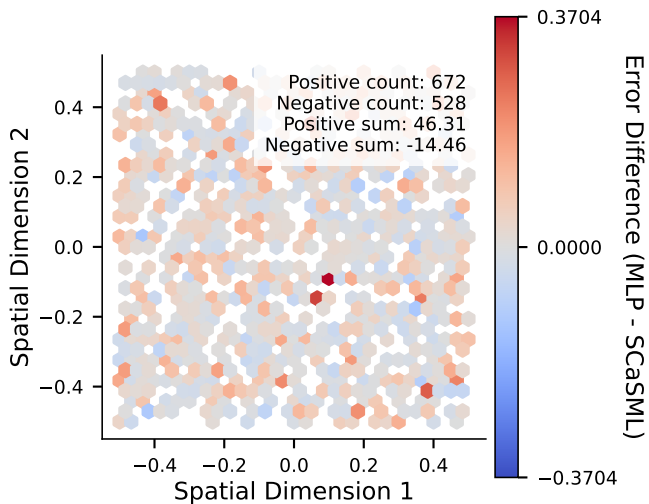 Positive count: 672
Negative count: 528
Positive sum: 46.31
Negative sum: -14.46
0.4
0.2
0.0
−0.2
−0.4
Spatial Dimension 2
−0.4
−0.2
0.0
0.2
0.4
Spatial Dimension 1
0.3704
0.0000
−0.3704
Error Difference (MLP - SCaSML)